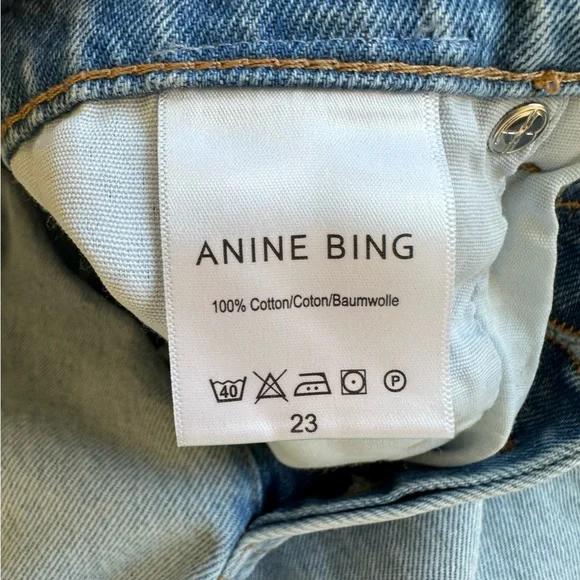 ANINE BING
100% Cotton/Coton/Baumwolle
40 P
23